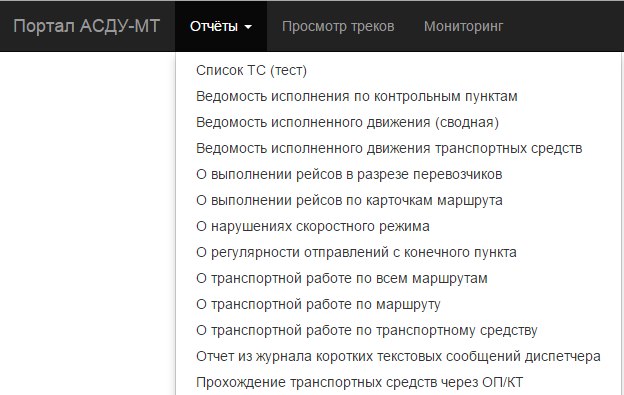 Портал АСДУ-МТ
Отчёты
Просмотр треков
Мониторинг
Список ТС (тест)
Ведомость исполнения по контрольным пунктам
Ведомость исполненного движения (сводная)
Ведомость исполненного движения транспортных средств
О выполнении рейсов в разрезе перевозчиков
О выполнении рейсов по карточкам маршрута
О нарушениях скоростного режима
О регулярности отправлений с конечного пункта
О транспортной работе по всем маршрутам
О транспортной работе по маршруту
О транспортной работе по транспортному средству
Отчет из журнала коротких текстовых сообщений диспетчера
Прохождение транспортных средств через ОП/КТ